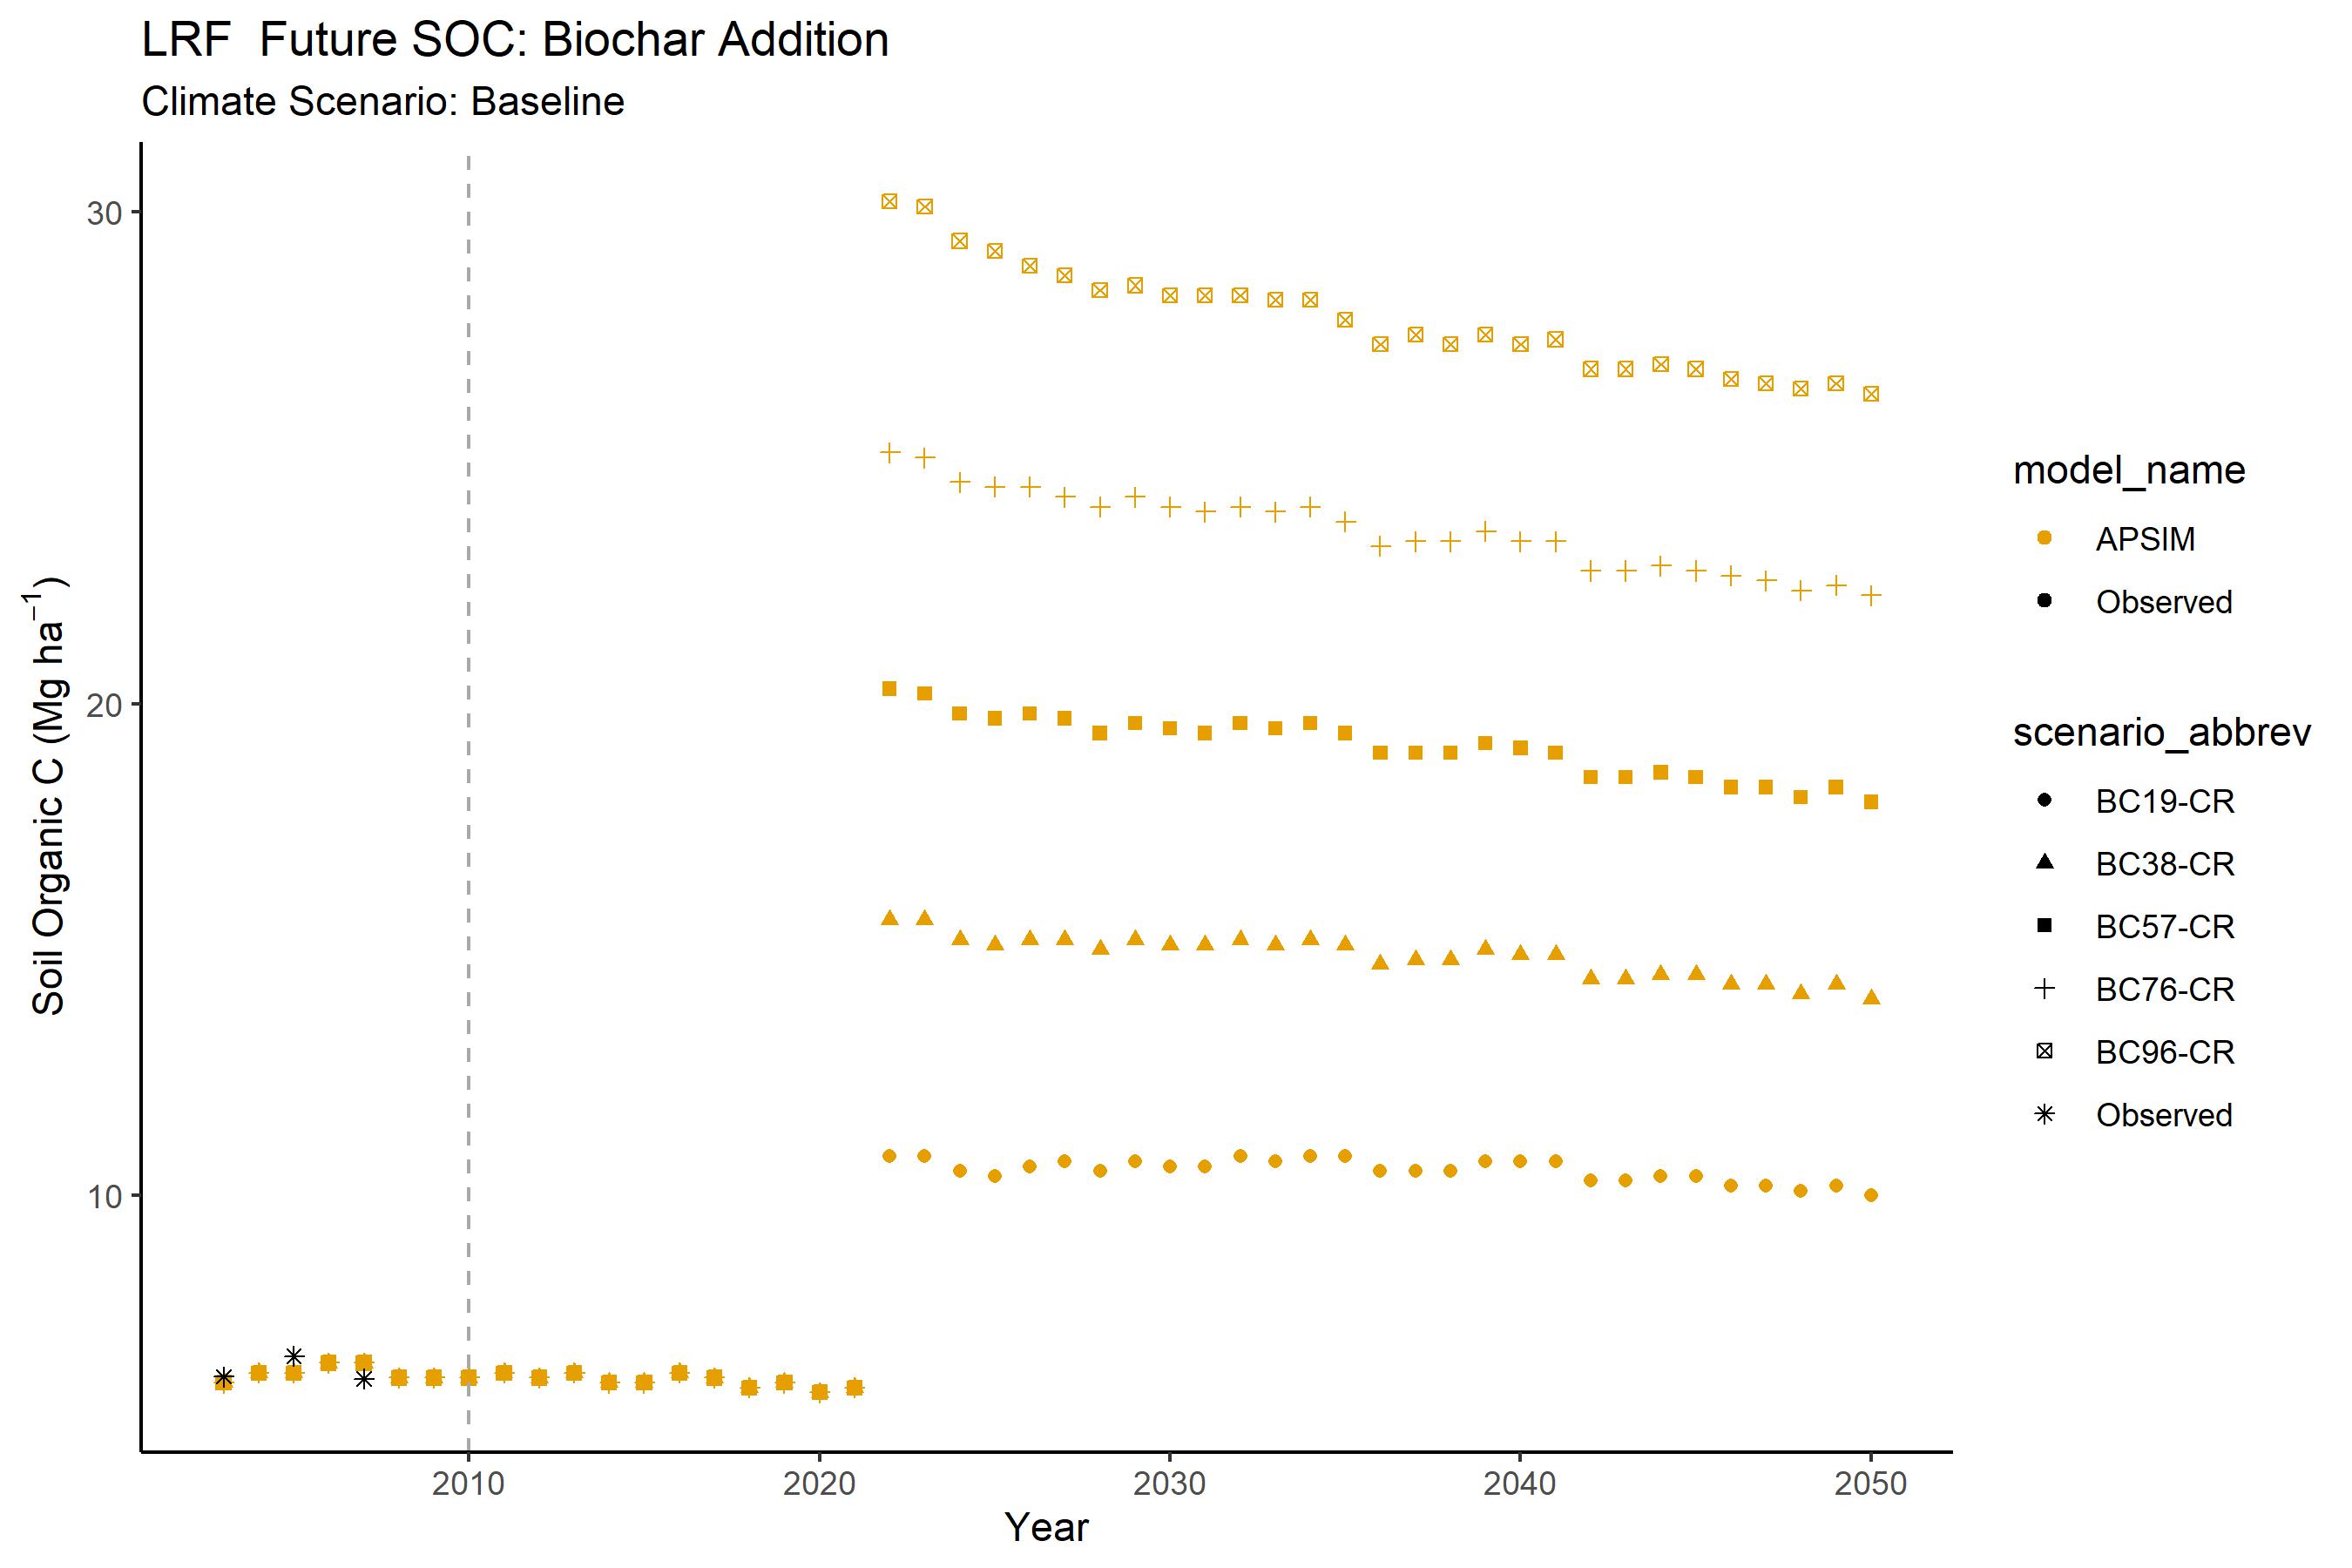 LRF  Future SOC: Biochar Addition
Climate Scenario: Baseline
Soil Organic C (Mg ha⁻¹)
30
20
10
2010
2020
2030
2040
2050
Year
model_name
APSIM
Observed
scenario_abbrev
BC19-CR
BC38-CR
BC57-CR
BC76-CR
BC96-CR
Observed